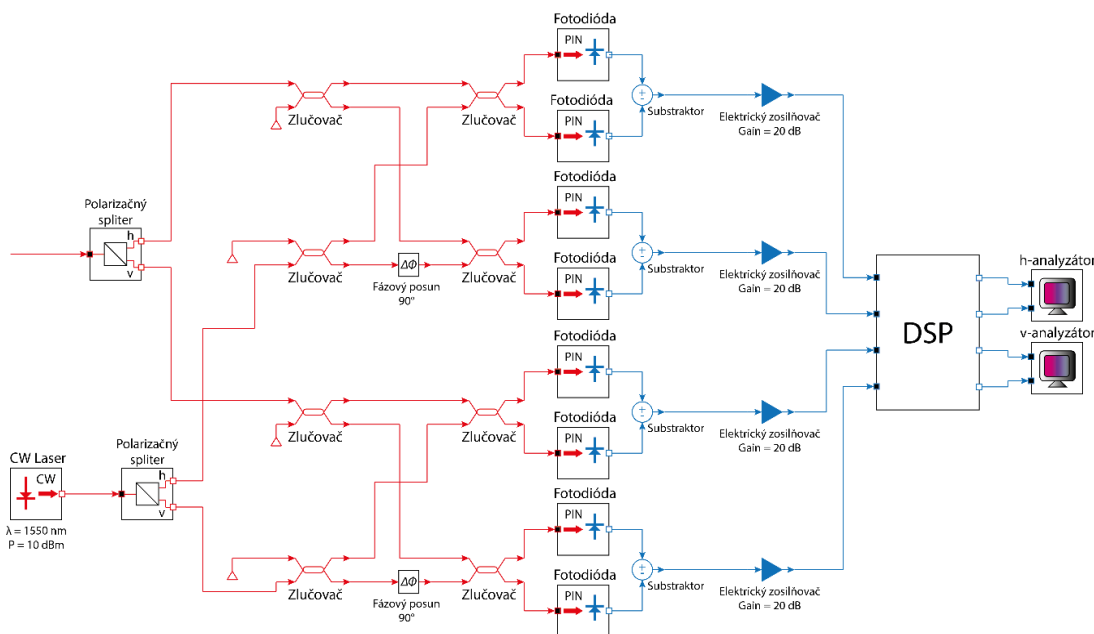 Fotodióda
PIN
Zlučovač
Zlučovač
Fotodióda
PIN
Substraktor
Elektrický zosilňovač
Gain = 20 dB
Polarizačný
spliter
h
v
Fotodióda
PIN
Zlučovač
ΔΦ
Fázový posun
90°
Zlučovač
Fotodióda
PIN
Substraktor
Elektrický zosilňovač
Gain = 20 dB
DSP
h-analyzátor
v-analyzátor
Fotodióda
PIN
Zlučovač
Zlučovač
Fotodióda
PIN
Substraktor
Elektrický zosilňovač
Gain = 20 dB
CW Laser
CW
λ = 1550 nm
P = 10 dBm
Polarizačný
spliter
h
v
Fotodióda
PIN
Zlučovač
ΔΦ
Fázový posun
90°
Zlučovač
Fotodióda
PIN
Substraktor
Elektrický zosilňovač
Gain = 20 dB